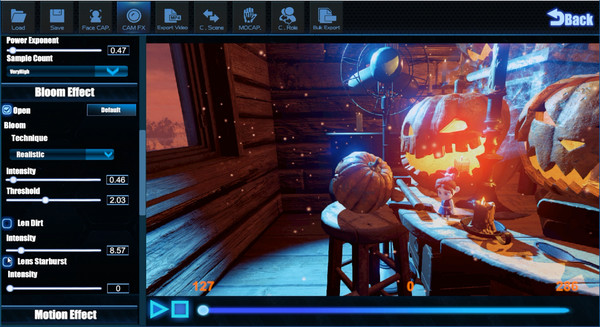 Load Save Face CAP. CAM FX Export Video C . Scene MOCAP. C . Role Bulk Export Back
Power Exponent
0.47
Sample Count
VeryHigh
Bloom Effect
Open Default
Bloom
Technique
Realistic
Intensity
0.46
Threshold
2.03
Len Dirt
Intensity
8.57
Lens Starburst
Intensity
0
Motion Effect
127 0